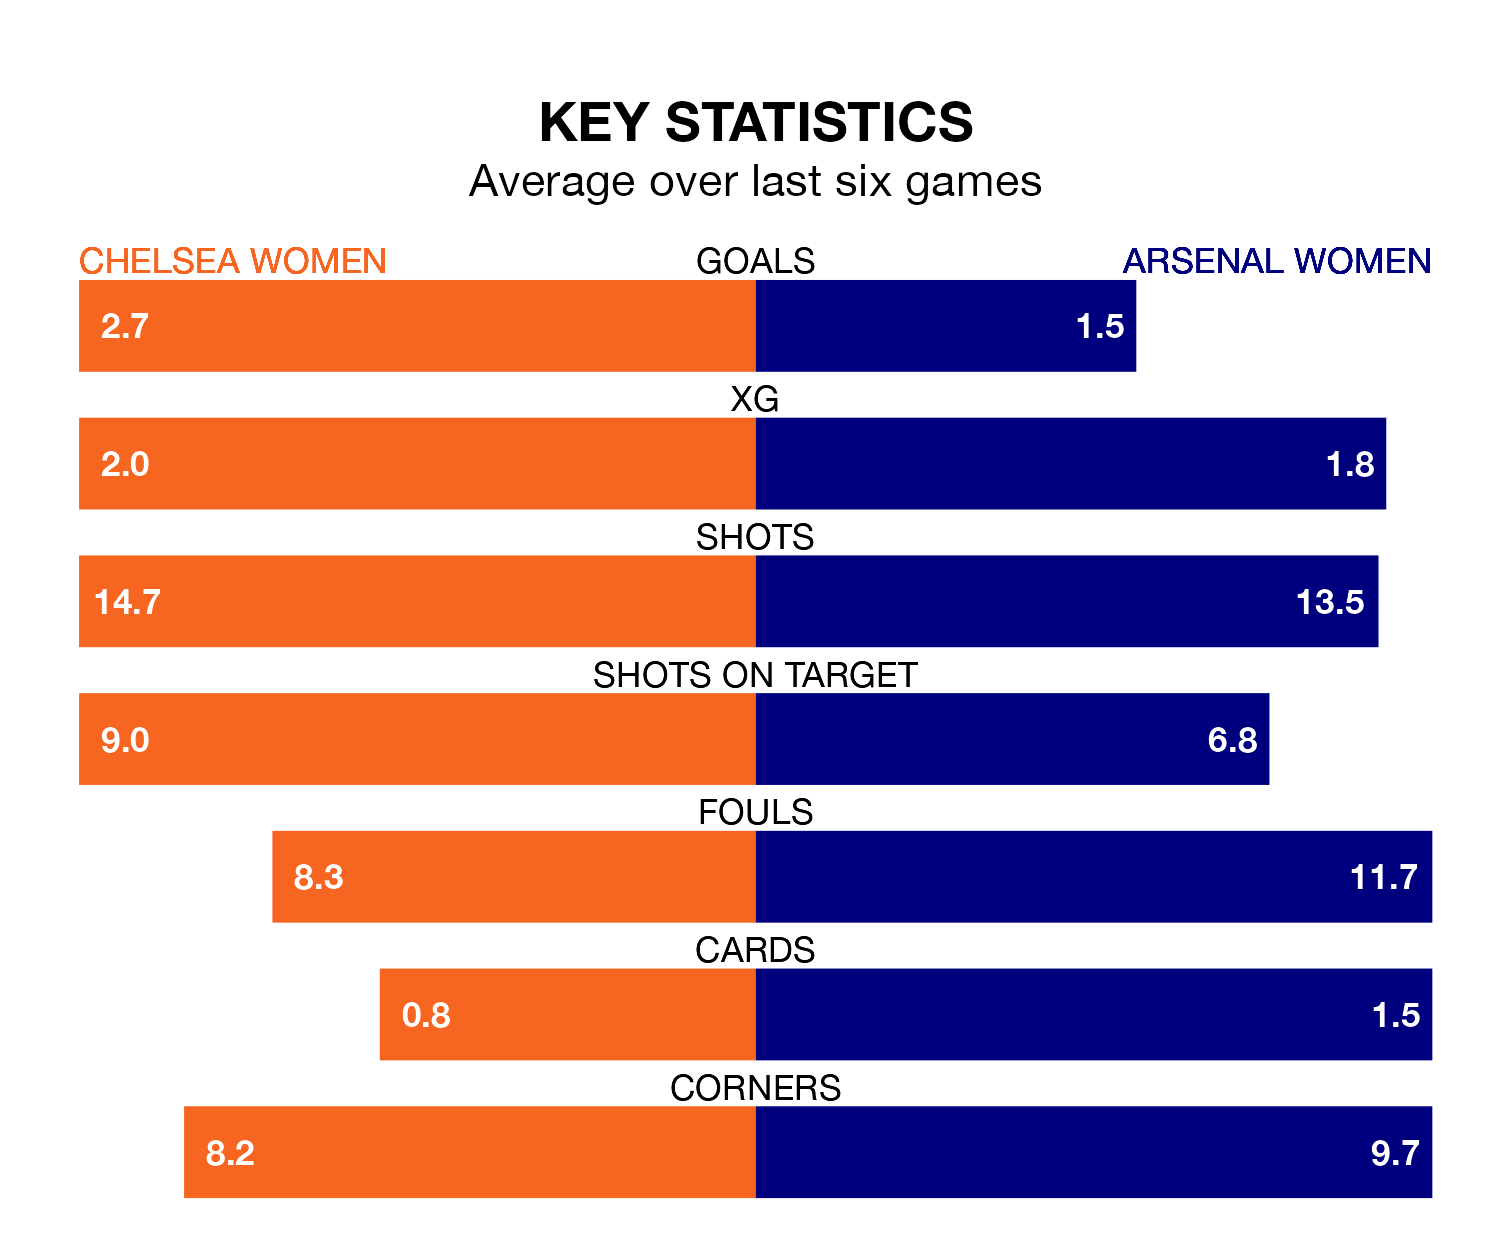 KEY STATISTICS
Average over last six games
CHELSEA WOMEN GOALS ARSENAL WOMEN
2.7 1.5
XG
2.0 1.8
SHOTS
14.7 13.5
SHOTS ON TARGET
9.0 6.8
FOULS
8.3 11.7
CARDS
0.8 1.5
CORNERS
8.2 9.7